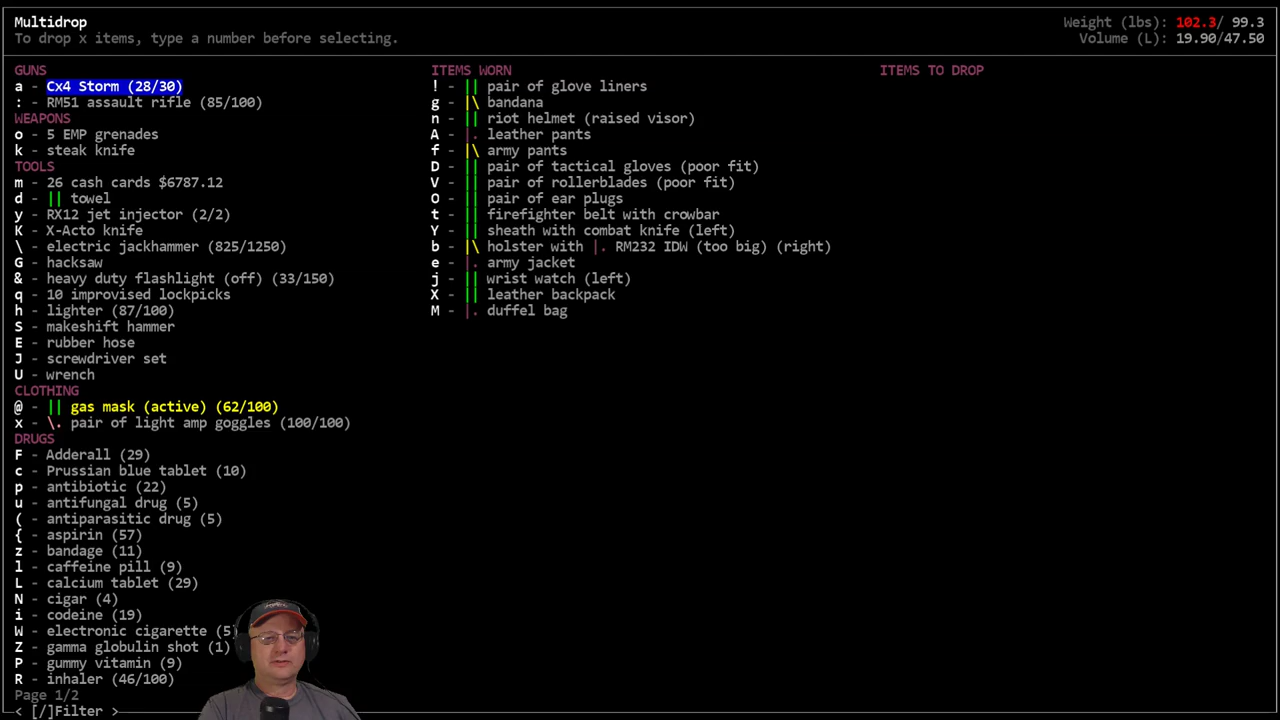 Multidrop
To drop x items, type a number before selecting.
Weight (lbs): 102.3/ 99.3
Volume (L): 19.90/47.50
GUNS
a - Cx4 Storm (28/30)
: - RM51 assault rifle (85/100)
WEAPONS
o - 5 EMP grenades
k - steak knife
TOOLS
m - 26 cash cards $6787.12
d - || towel
y - RX12 jet injector (2/2)
K - X-Acto knife
\ - electric jackhammer (825/1250)
G - hacksaw
& - heavy duty flashlight (off) (33/150)
q - 10 improvised lockpicks
h - lighter (87/100)
S - makeshift hammer
E - rubber hose
J - screwdriver set
U - wrench
CLOTHING
@ - || gas mask (active) (62/100)
x - \. pair of light amp goggles (100/100)
DRUGS
F - Adderall (29)
c - Prussian blue tablet (10)
p - antibiotic (22)
u - antifungal drug (5)
( - antiparasitic drug (5)
{ - aspirin (57)
z - bandage (11)
l - caffeine pill (9)
L - calcium tablet (29)
N - cigar (4)
i - codeine (19)
W - electronic cigarette (5)
Z - gamma globulin shot (1)
P - gummy vitamin (9)
R - inhaler (46/100)
Page 1/2
< [/]Filter >
ITEMS WORN
! - || pair of glove liners
g - |\ bandana
n - || riot helmet (raised visor)
A - |. leather pants
f - |\ army pants
D - || pair of tactical gloves (poor fit)
V - || pair of rollerblades (poor fit)
O - || pair of ear plugs
t - || firefighter belt with crowbar
Y - || sheath with combat knife (left)
b - |\ holster with |. RM232 IDW (too big) (right)
e - |. army jacket
j - || wrist watch (left)
X - || leather backpack
M - |. duffel bag
ITEMS TO DROP